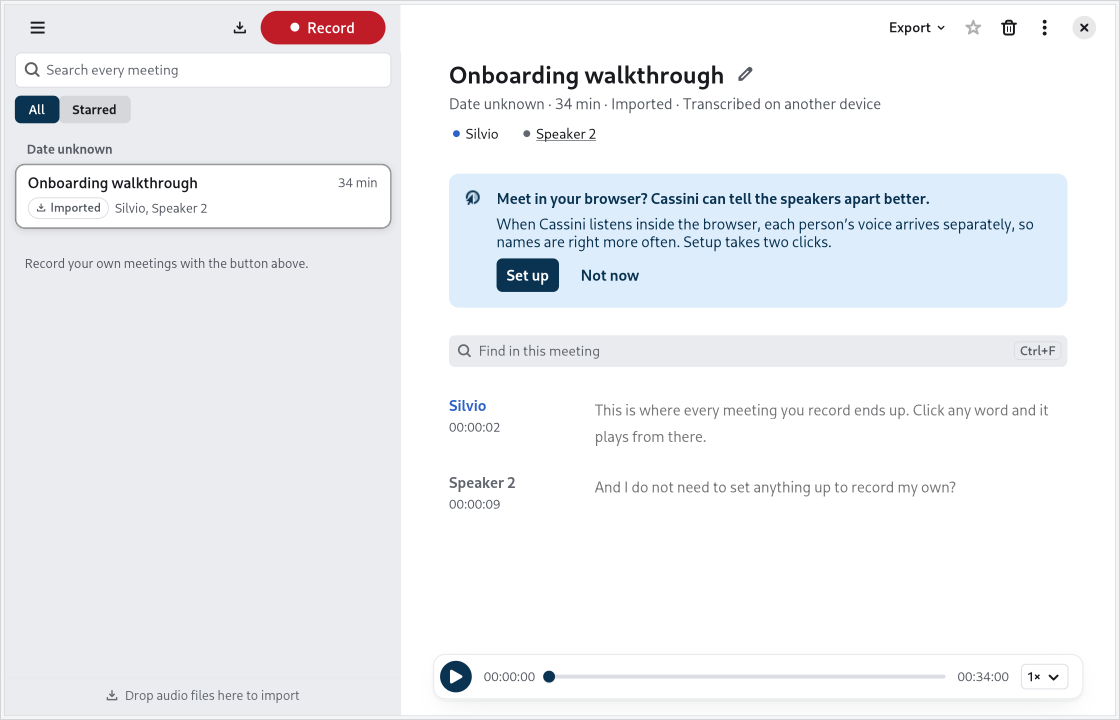 Record
Search every meeting
All
Starred
Date unknown
Onboarding walkthrough
34 min
Imported
Silvio, Speaker 2
Record your own meetings with the button above.
Drop audio files here to import
Export
Onboarding walkthrough
Date unknown · 34 min · Imported · Transcribed on another device
Silvio
Speaker 2
Meet in your browser? Cassini can tell the speakers apart better.
When Cassini listens inside the browser, each person’s voice arrives separately, so
names are right more often. Setup takes two clicks.
Set up
Not now
Find in this meeting
Ctrl+F
Silvio
00:00:02
This is where every meeting you record ends up. Click any word and it
plays from there.
Speaker 2
00:00:09
And I do not need to set anything up to record my own?
00:00:00
00:34:00
1×